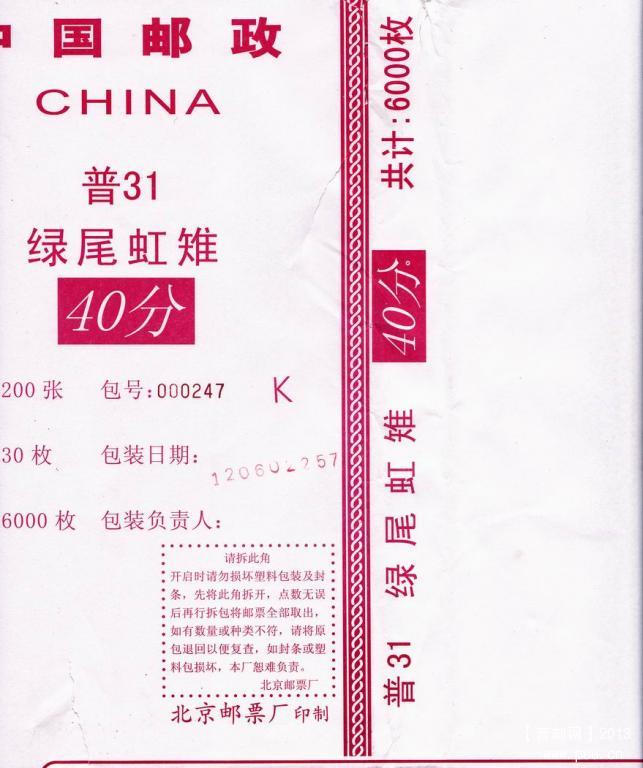 中国邮政
CHINA
普31
绿尾虹雉
40分
200 张 包号:000247 K
30 枚 包装日期:
6000 枚 包装负责人:
请拆此角
开启时请勿损坏塑料包装及封
条，先将此角拆开，点数无误
后再行拆包将邮票全部取出，
如有数量或种类不符，请将原
包退回以便复查，如封条或塑
料包损坏，本厂恕难负责。
北京邮票厂
北京邮票厂印制
普31 绿尾虹雉 40分 共计:6000枚
2013